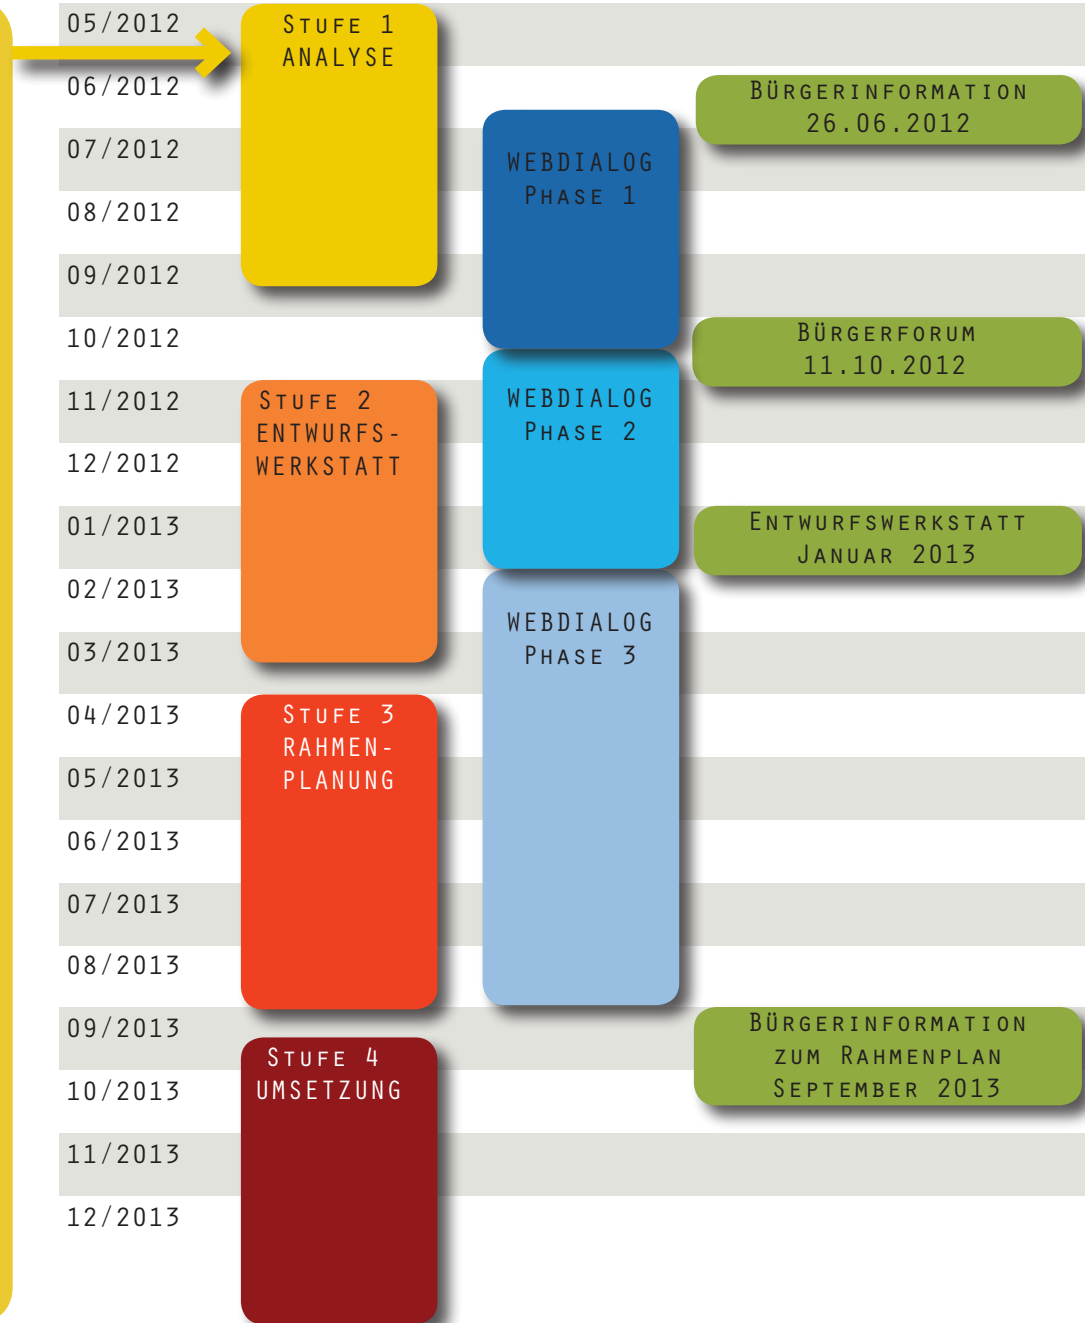 05/2012
06/2012
07/2012
08/2012
09/2012
10/2012
11/2012
12/2012
01/2013
02/2013
03/2013
04/2013
05/2013
06/2013
07/2013
08/2013
09/2013
10/2013
11/2013
12/2013
Stufe 1
ANALYSE
Stufe 2
ENTWURFS-
WERKSTATT
Stufe 3
RAHMEN-
PLANUNG
Stufe 4
UMSETZUNG
WEBDIALOG
Phase 1
WEBDIALOG
Phase 2
WEBDIALOG
Phase 3
Bürgerinformation
26.06.2012
Bürgerforum
11.10.2012
Entwurfswerkstatt
Januar 2013
Bürgerinformation
zum Rahmenplan
September 2013